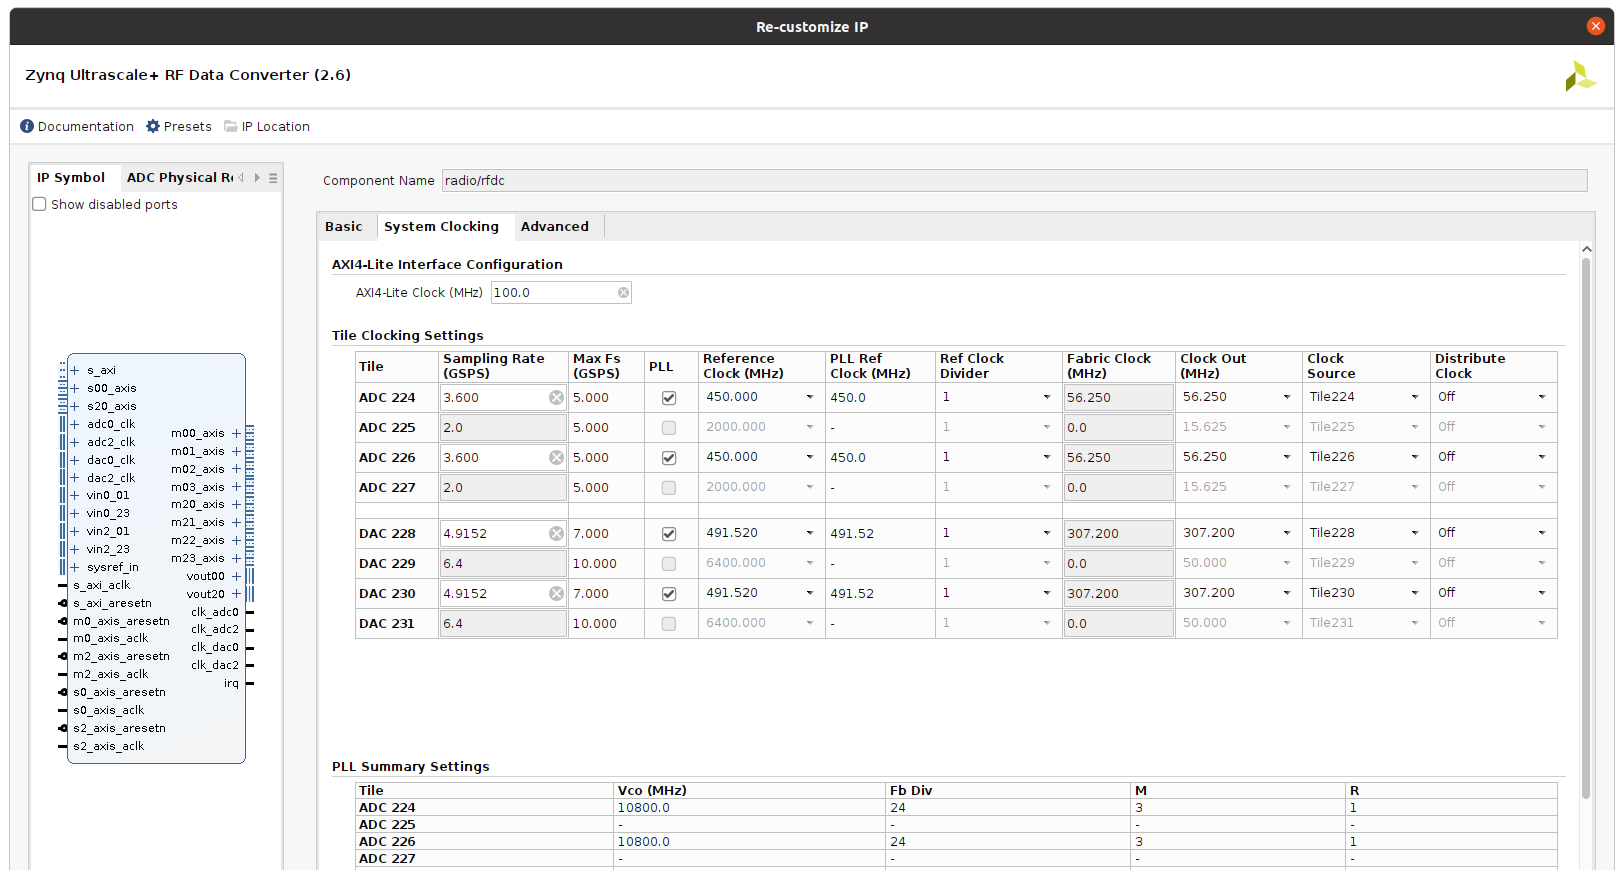 Re-customize IP
Zynq Ultrascale+ RF Data Converter (2.6)
Documentation Presets IP Location
IP Symbol ADC Physical R
Show disabled ports
s_axi
s00_axis
s20_axis
adc0_clk
adc2_clk
dac0_clk
dac2_clk
vin0_01
vin0_23
vin2_01
vin2_23
sysref_in
s_axi_aclk
s_axi_aresetn
m0_axis_aresetn
m0_axis_aclk
m2_axis_aresetn
m2_axis_aclk
s0_axis_aresetn
s0_axis_aclk
s2_axis_aresetn
s2_axis_aclk
m00_axis
m01_axis
m02_axis
m03_axis
m20_axis
m21_axis
m22_axis
m23_axis
vout00
vout20
clk_adc0
clk_adc2
clk_dac0
clk_dac2
irq
Component Name radio/rfdc
Basic System Clocking Advanced
AXI4-Lite Interface Configuration
AXI4-Lite Clock (MHz) 100.0
Tile Clocking Settings
Tile Sampling Rate (GSPS) Max Fs (GSPS) PLL Reference Clock (MHz) PLL Ref Clock (MHz) Ref Clock Divider Fabric Clock (MHz) Clock Out (MHz) Clock Source Distribute Clock
ADC 224 3.600 5.000 450.000 450.0 1 56.250 56.250 Tile224 Off
ADC 225 2.0 5.000 2000.000 - 1 0.0 15.625 Tile225 Off
ADC 226 3.600 5.000 450.000 450.0 1 56.250 56.250 Tile226 Off
ADC 227 2.0 5.000 2000.000 - 1 0.0 15.625 Tile227 Off
DAC 228 4.9152 7.000 491.520 491.52 1 307.200 307.200 Tile228 Off
DAC 229 6.4 10.000 6400.000 - 1 0.0 50.000 Tile229 Off
DAC 230 4.9152 7.000 491.520 491.52 1 307.200 307.200 Tile230 Off
DAC 231 6.4 10.000 6400.000 - 1 0.0 50.000 Tile231 Off
PLL Summary Settings
Tile Vco (MHz) Fb Div M R
ADC 224 10800.0 24 3 1
ADC 225 - - - -
ADC 226 10800.0 24 3 1
ADC 227 - - - -